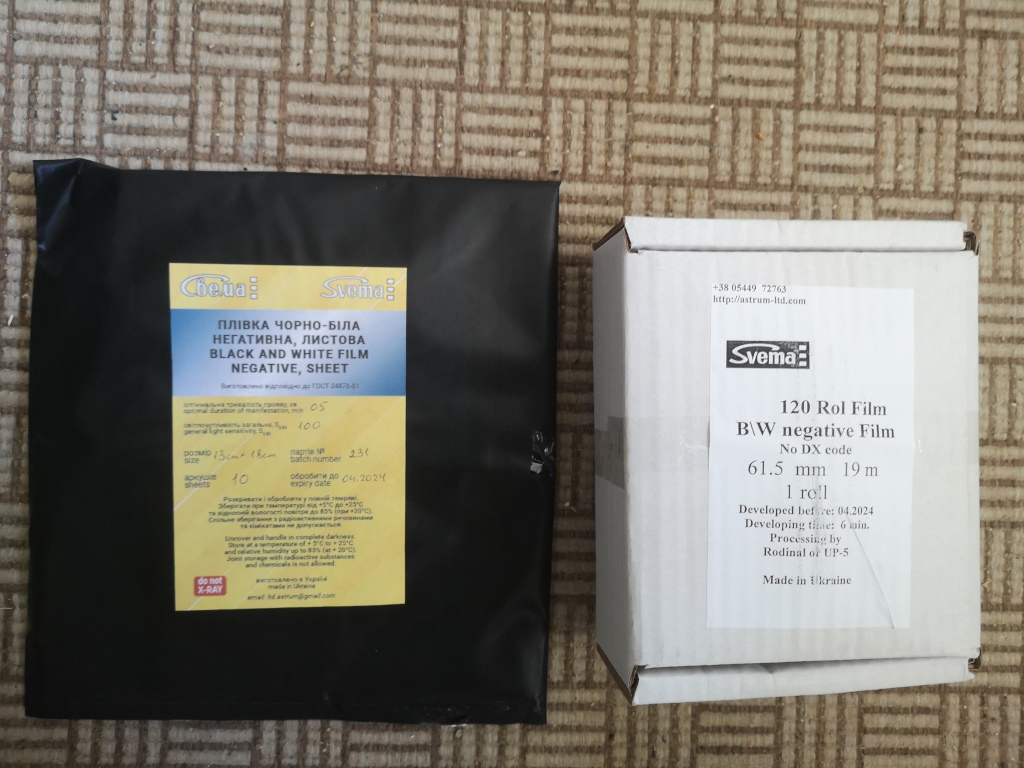 Свема
Svema
ПЛІВКА ЧОРНО-БІЛА
НЕГАТИВНА, ЛИСТОВА
BLACK AND WHITE FILM
NEGATIVE, SHEET
Виготовлено відповідно до ГОСТ 24876-81
оптимальна тривалість прояву, хв
optimal duration of manifestation, min 05
світлочутливість загальна, S0,85 100
general light sensitivity, S0,85
розмір 13cm × 18cm партія №
size batch number 231
аркушів 10 обробити до
sheets expiry date 04.2024
Розкривати і обробляти у повній темряві.
Зберігати при температурі від +5°C до +25°C
та відносній вологості повітря до 85% (при +20°C).
Спільне зберігання з радіоактивними речовинами
та хімікатами не допускається.
Uncover and handle in complete darkness.
Store at a temperature of + 5°C to + 25°C
and relative humidity up to 85% (at + 20°C).
Joint storage with radioactive substances
and chemicals is not allowed.
do not
X-RAY
виготовлено в Україні
made in Ukraine
email: ltd.astrum@gmail.com
+38 05449 72763
http://astrum-ltd.com
Svema
120 Rol Film
B\W negative Film
No DX code
61.5 mm 19 m
1 roll
Developed before: 04.2024
Developing time: 6 min.
Processing by
Rodinal or UP-5
Made in Ukraine